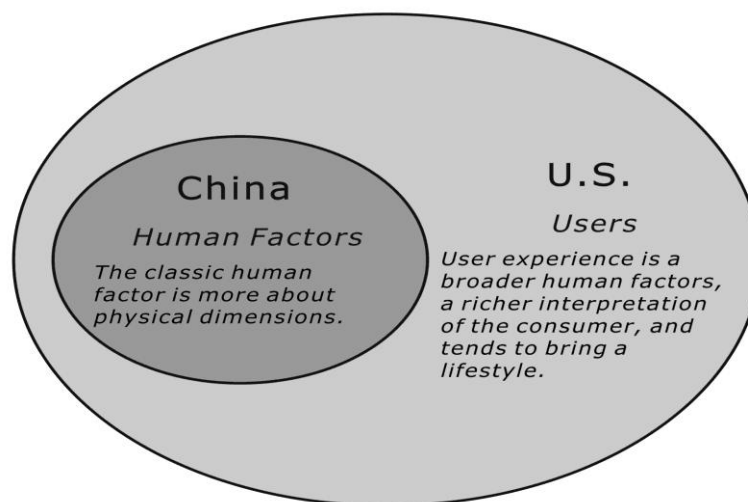 China
Human Factors
The classic human
factor is more about
physical dimensions.
U.S.
Users
User experience is a
broader human factors,
a richer interpretation
of the consumer, and
tends to bring a
lifestyle.